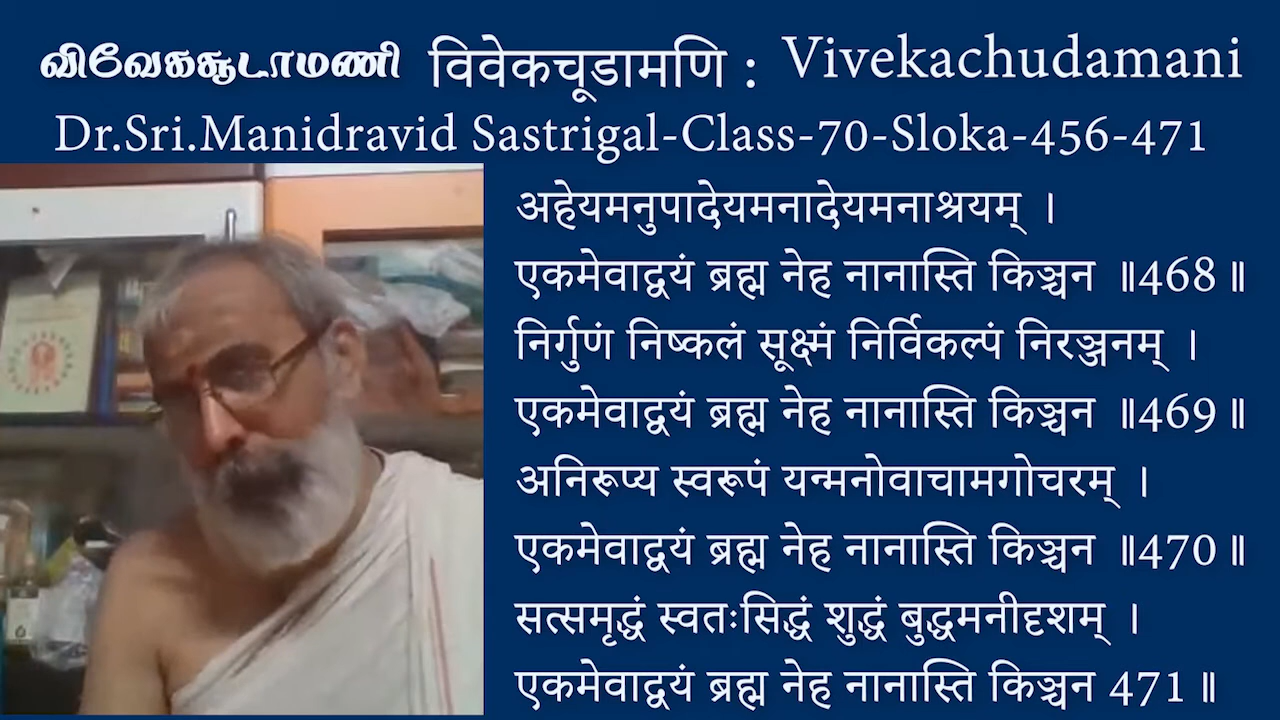 விவேகசூடாமணி विवेकचूडामणि : Vivekachudamani
Dr.Sri.Manidravid Sastrigal-Class-70-Sloka-456-471
अहेयमनुपादेयमनादेयमनाश्रयम् ।
एकमेवाद्वयं ब्रह्म नेह नानास्ति किञ्चन ॥468॥
निर्गुणं निष्कलं सूक्ष्मं निर्विकल्पं निरञ्जनम् ।
एकमेवाद्वयं ब्रह्म नेह नानास्ति किञ्चन ॥469॥
अनिरूप्य स्वरूपं यन्मनोवाचामगोचरम् ।
एकमेवाद्वयं ब्रह्म नेह नानास्ति किञ्चन ॥470॥
सत्समृद्धं स्वतःसिद्धं शुद्धं बुद्धमनीदृशम् ।
एकमेवाद्वयं ब्रह्म नेह नानास्ति किञ्चन 471॥